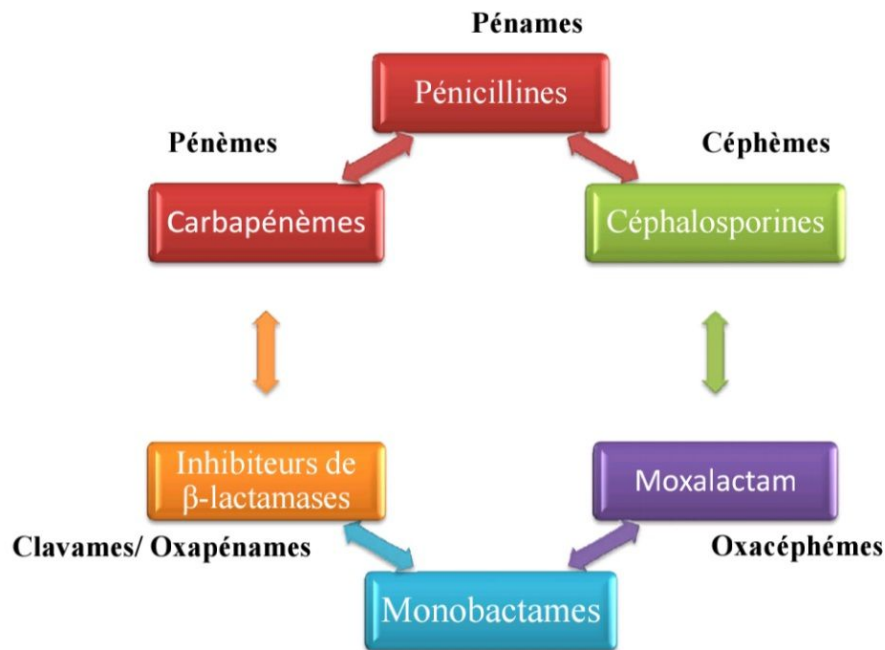 Pénames
Pénicillines
Pénèmes
Céphèmes
Carbapénèmes
Céphalosporines
Inhibiteurs de
β-lactamases
Moxalactam
Clavames/ Oxapénames
Oxacéphémes
Monobactames